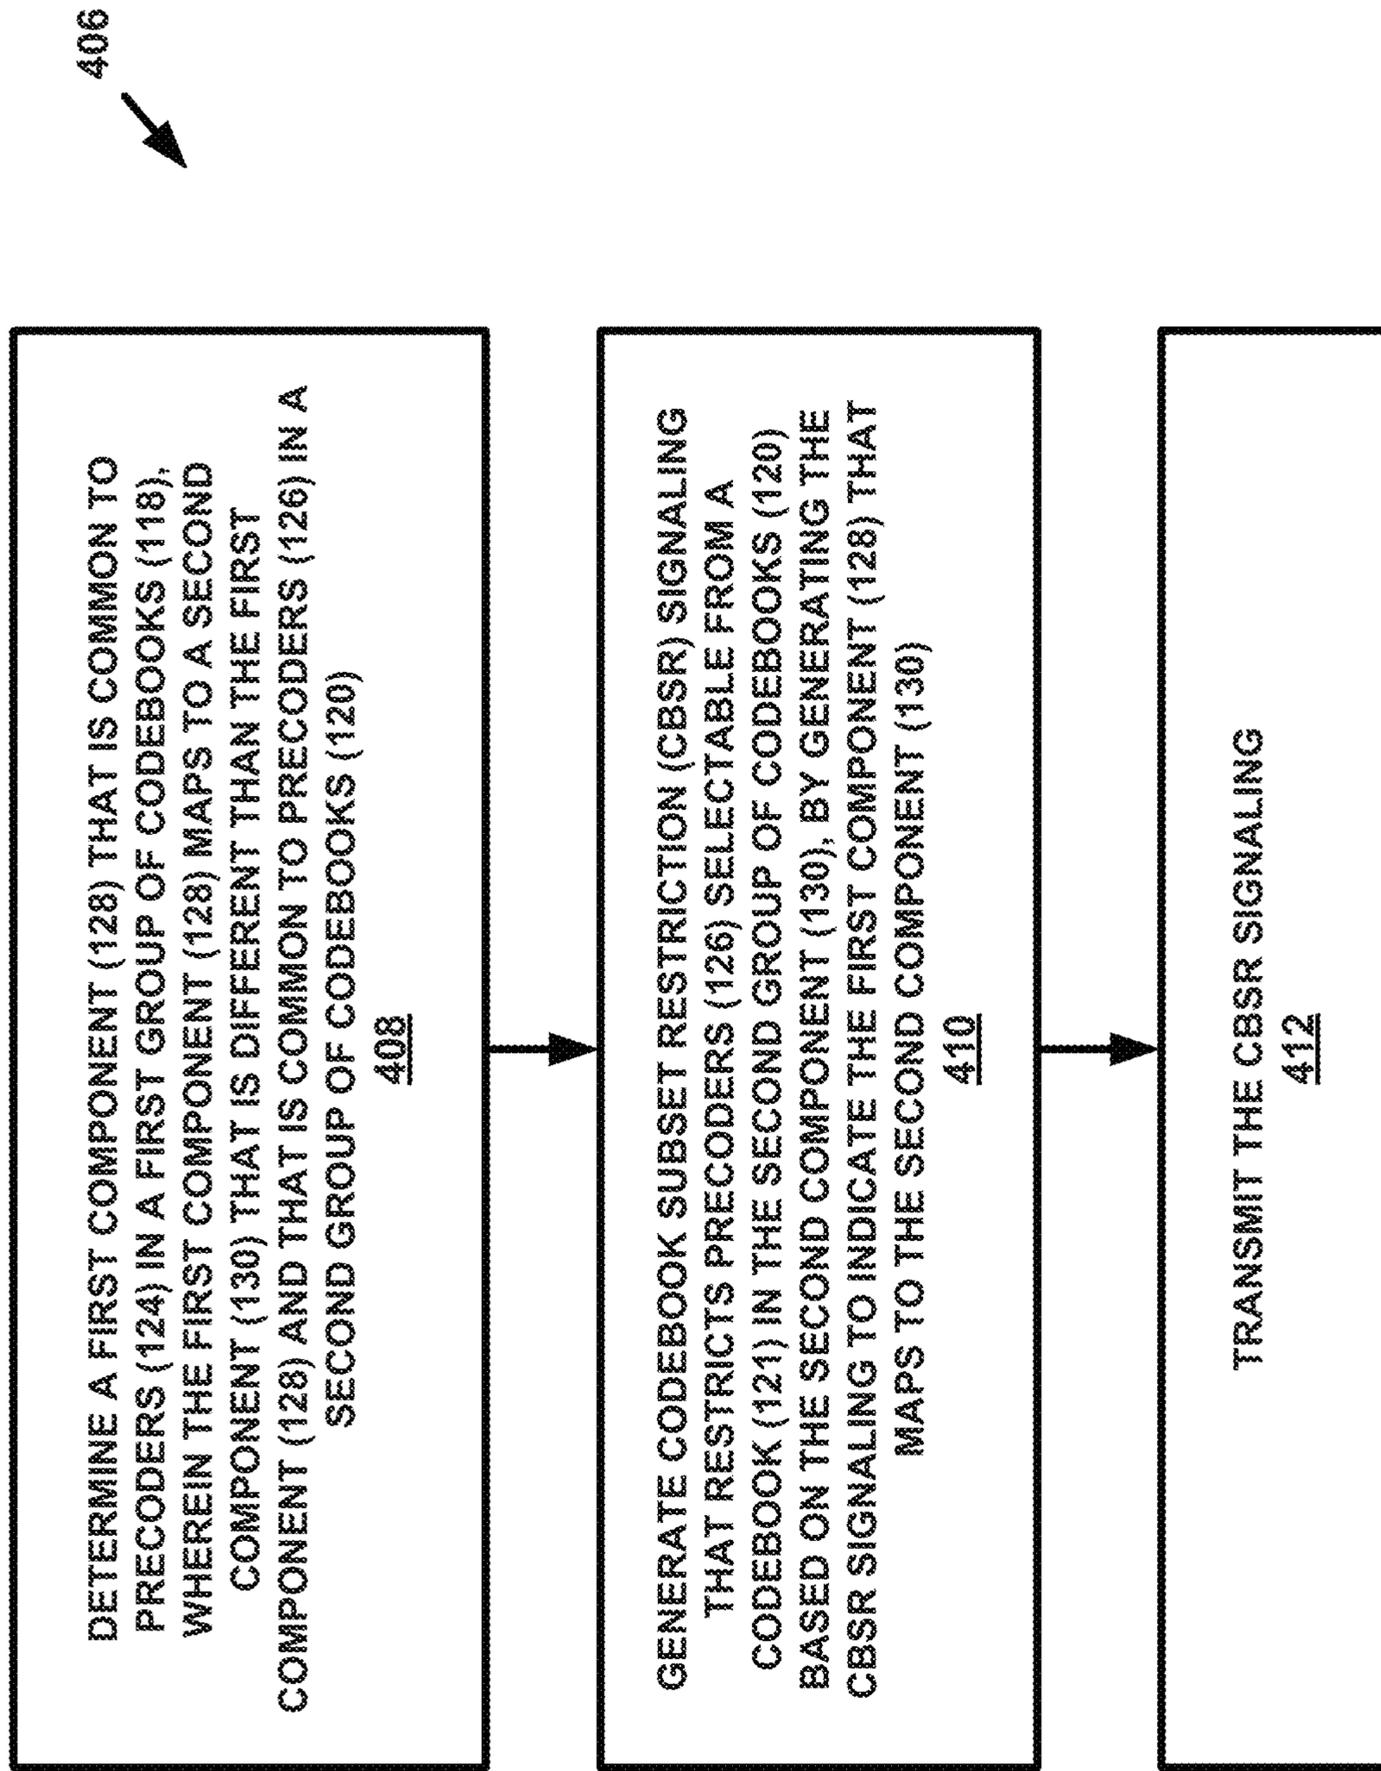 406
DETERMINE A FIRST COMPONENT (128) THAT IS COMMON TO
PRECODERS (124) IN A FIRST GROUP OF CODEBOOKS (118),
WHEREIN THE FIRST COMPONENT (128) MAPS TO A SECOND
COMPONENT (130) THAT IS DIFFERENT THAN THE FIRST
COMPONENT (128) AND THAT IS COMMON TO PRECODERS (126) IN A
SECOND GROUP OF CODEBOOKS (120)
408
GENERATE CODEBOOK SUBSET RESTRICTION (CBSR) SIGNALING
THAT RESTRICTS PRECODERS (126) SELECTABLE FROM A
CODEBOOK (121) IN THE SECOND GROUP OF CODEBOOKS (120)
BASED ON THE SECOND COMPONENT (130), BY GENERATING THE
CBSR SIGNALING TO INDICATE THE FIRST COMPONENT (128) THAT
MAPS TO THE SECOND COMPONENT (130)
410
TRANSMIT THE CBSR SIGNALING
412